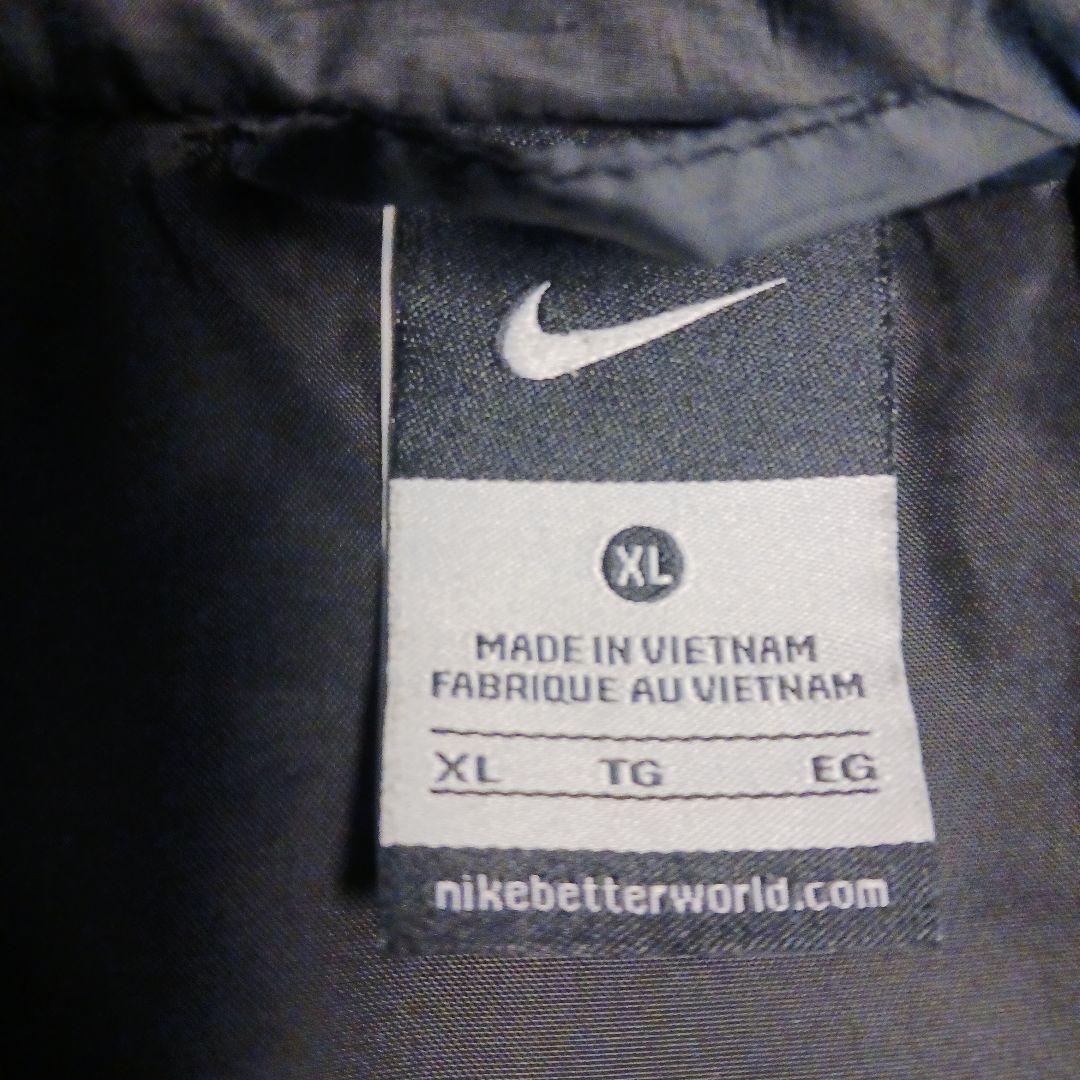 XL
MADE IN VIETNAM
FABRIQUE AU VIETNAM
XL TG EG
nikebetterworld.com